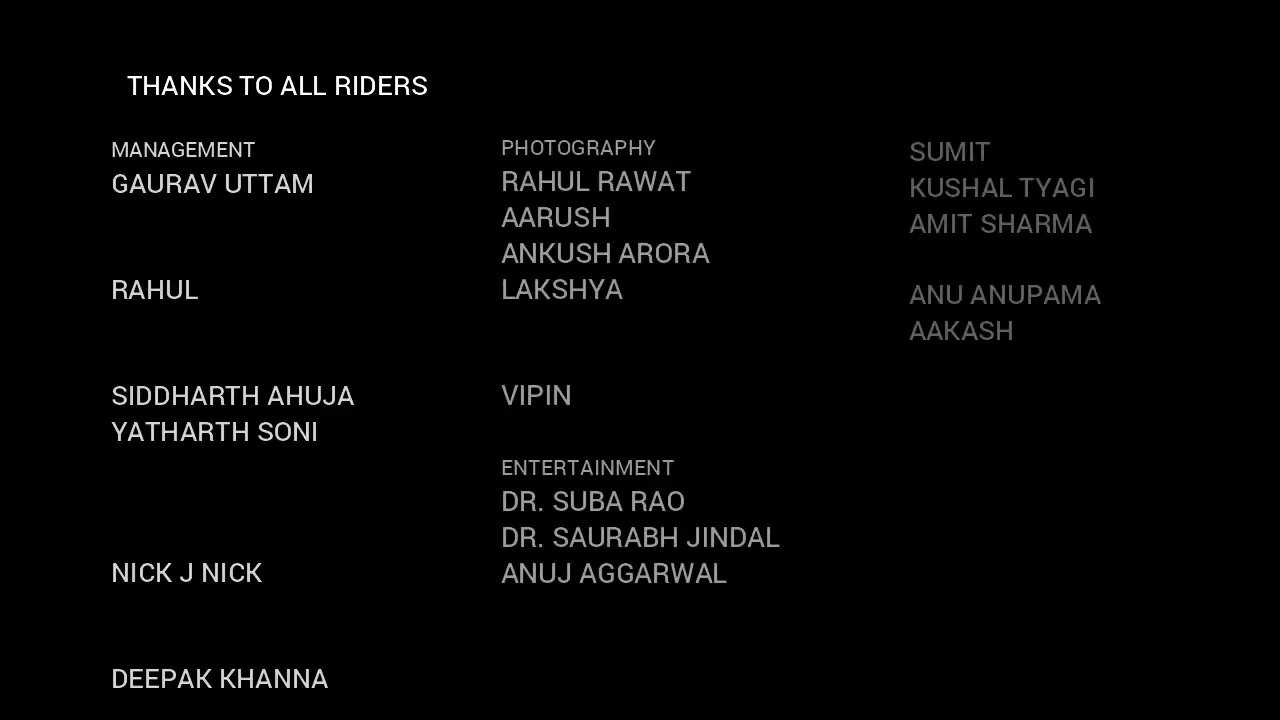 THANKS TO ALL RIDERS
MANAGEMENT
GAURAV UTTAM
RAHUL
SIDDHARTH AHUJA
YATHARTH SONI
NICK J NICK
DEEPAK KHANNA
PHOTOGRAPHY
RAHUL RAWAT
AARUSH
ANKUSH ARORA
LAKSHYA
VIPIN
ENTERTAINMENT
DR. SUBA RAO
DR. SAURABH JINDAL
ANUJ AGGARWAL
SUMIT
KUSHAL TYAGI
AMIT SHARMA
ANU ANUPAMA
AAKASH